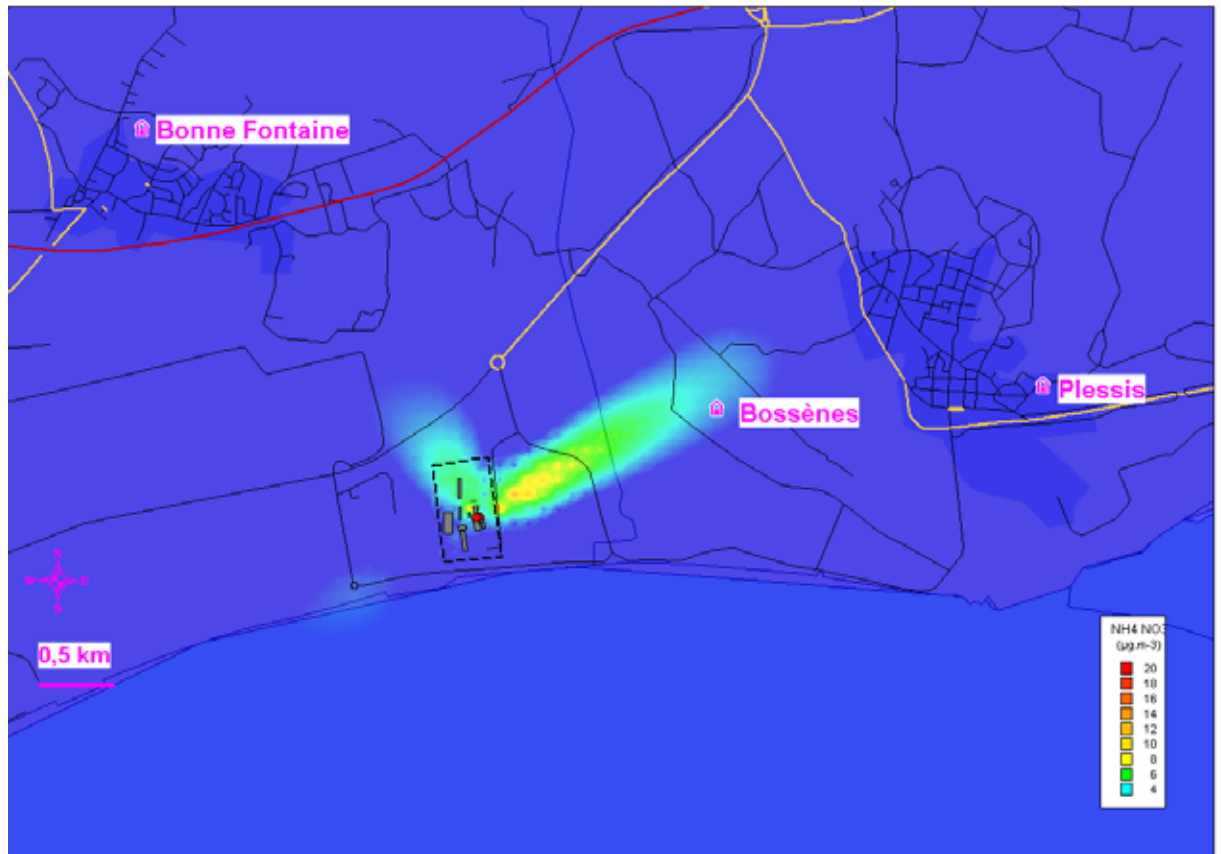 Bonne Fontaine
Plessis
Bossènes
N
W E
S
0,5 km
NH4 NO3
(µg.m-3)
20
18
16
14
12
10
8
6
4